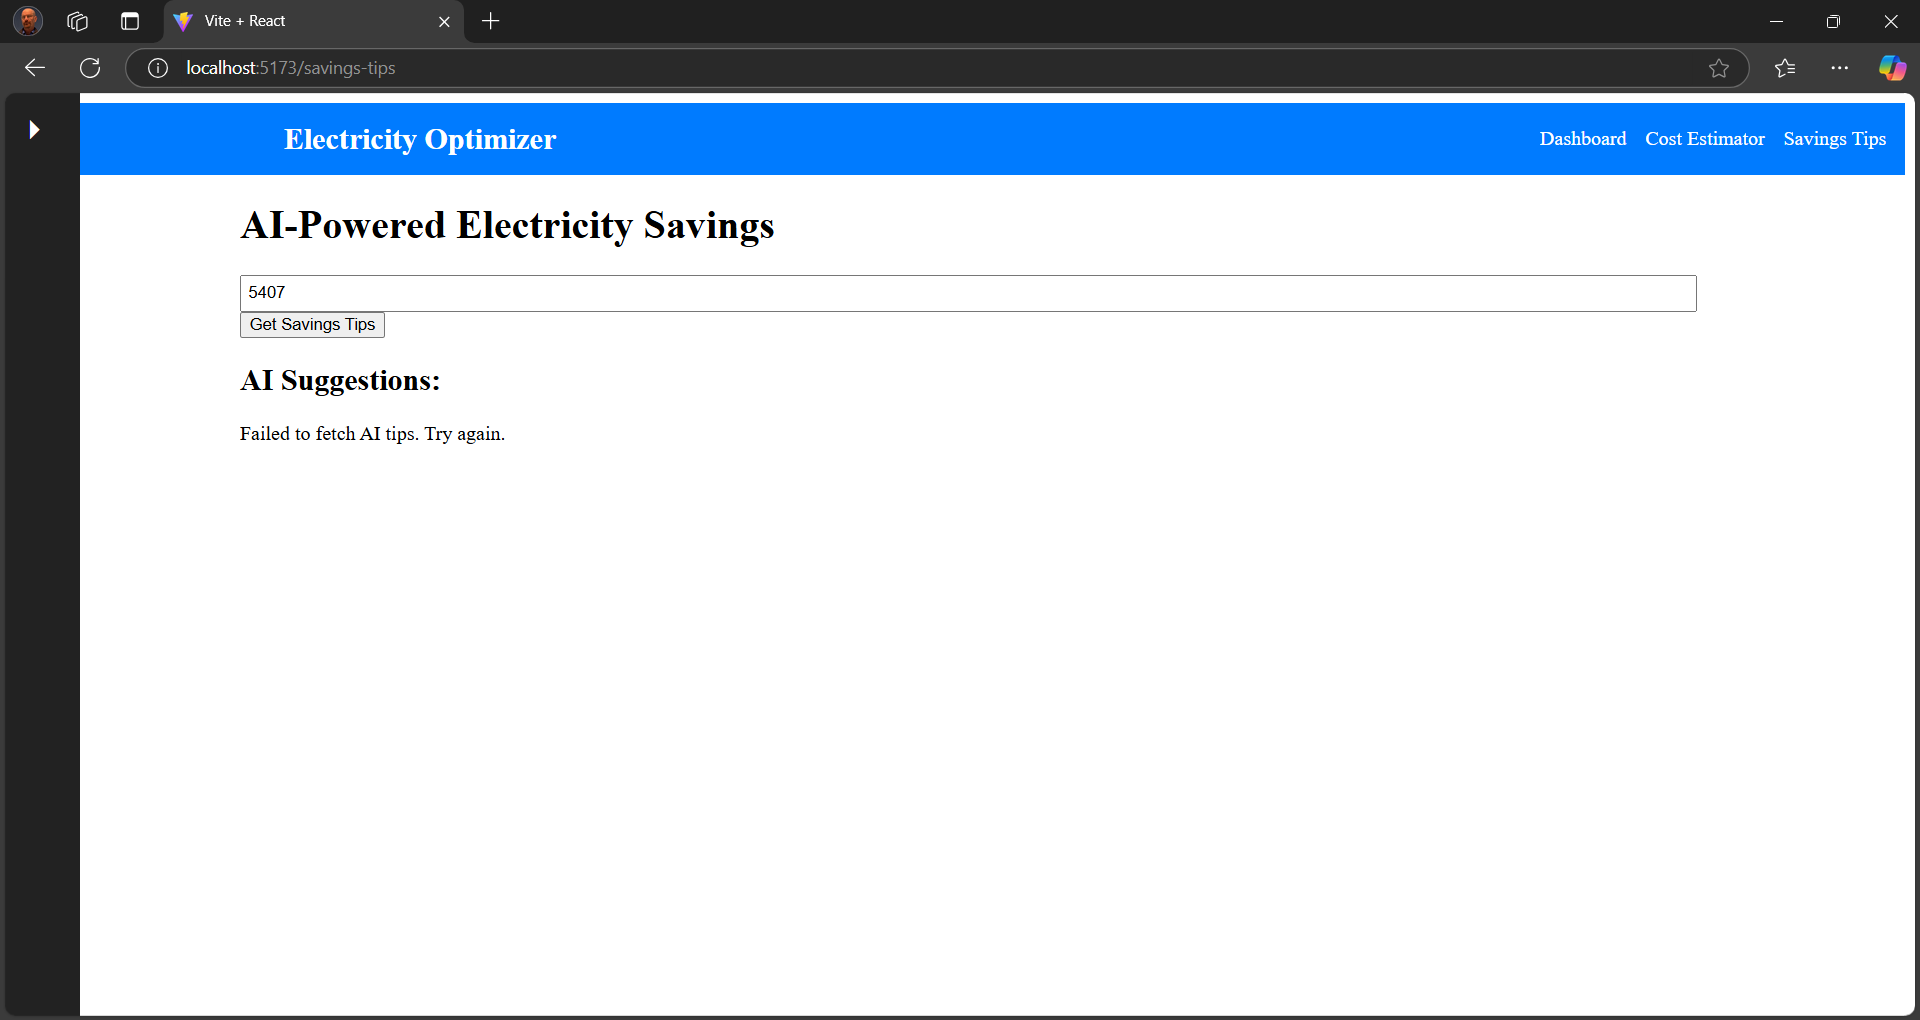 Vite + React
localhost:5173/savings-tips
Electricity Optimizer
Dashboard Cost Estimator Savings Tips
AI-Powered Electricity Savings
5407
Get Savings Tips
AI Suggestions:
Failed to fetch AI tips. Try again.